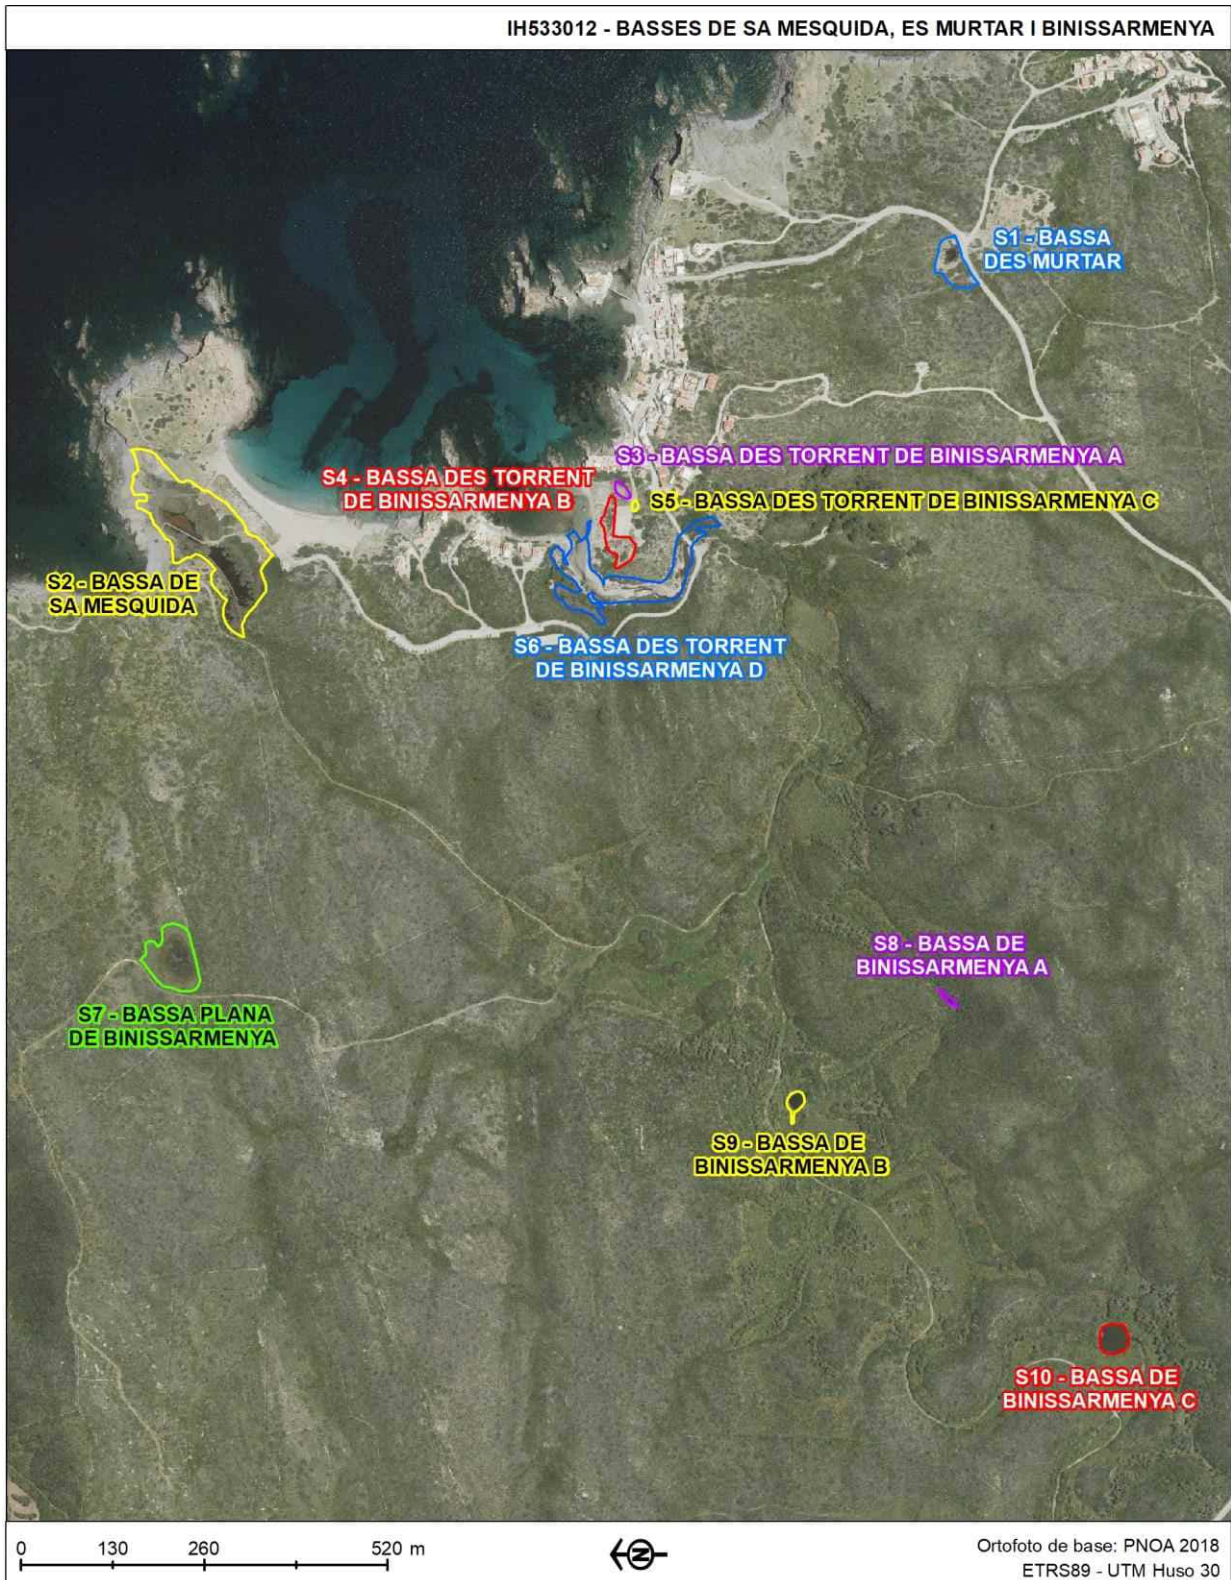 IH533012 - BASSES DE SA MESQUIDA, ES MURTAR I BINISSARMENYA
S1 - BASSA
DES MURTAR
S3 - BASSA DES TORRENT DE BINISSARMENYA A
S4 - BASSA DES TORRENT
DE BINISSARMENYA B
S5 - BASSA DES TORRENT DE BINISSARMENYA C
S2 - BASSA DE
SA MESQUIDA
S6 - BASSA DES TORRENT
DE BINISSARMENYA D
S8 - BASSA DE
BINISSARMENYA A
S7 - BASSA PLANA
DE BINISSARMENYA
S9 - BASSA DE
BINISSARMENYA B
S10 - BASSA DE
BINISSARMENYA C
0 130 260 520 m
N
Ortofoto de base: PNOA 2018
ETRS89 - UTM Huso 30